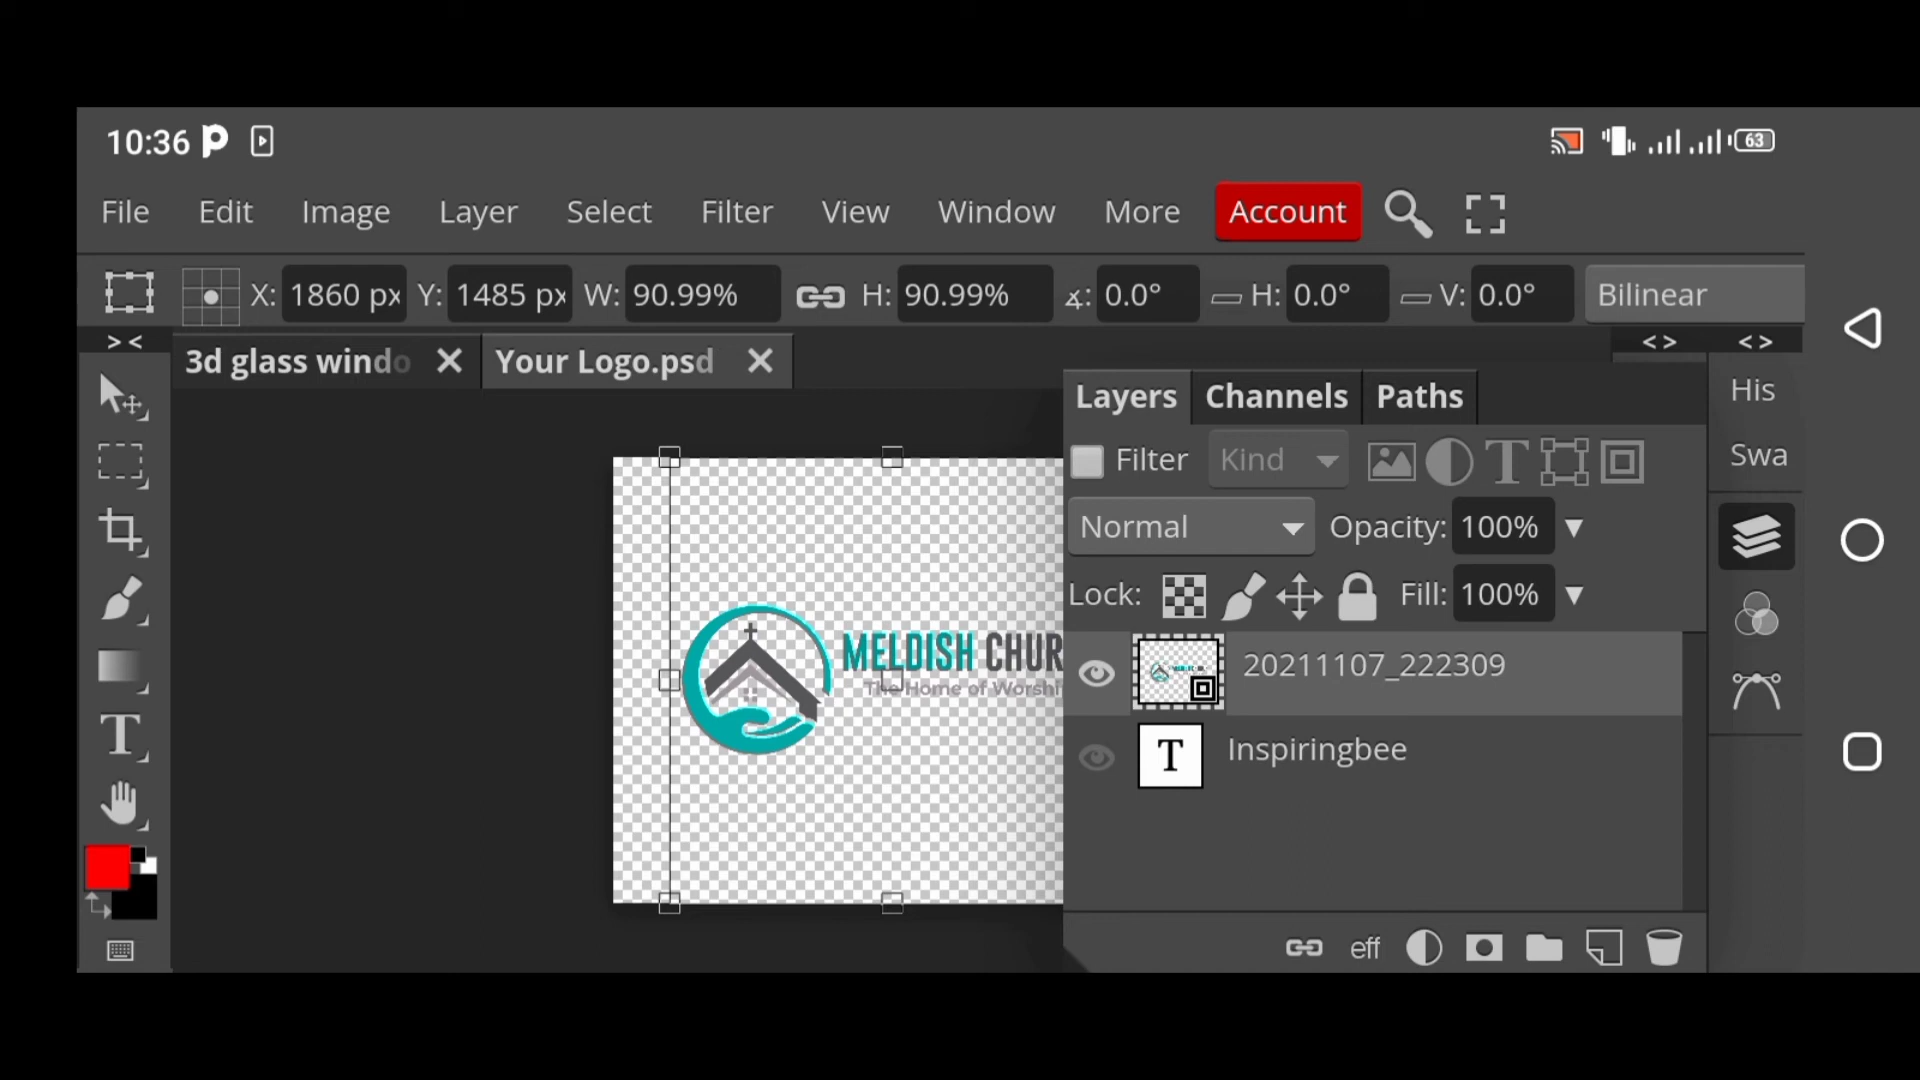 10:36
63
File Edit Image Layer Select Filter View Window More Account
X: 1860 px Y: 1485 px W: 90.99% H: 90.99% 0.0° H: 0.0° V: 0.0° Bilinear
> < < > < >
3d glass windo Your Logo.psd
His
Layers Channels Paths
Filter Kind
Swa
Normal Opacity: 100%
Lock: Fill: 100%
MELDISH CHUR
The Home of Worshi
20211107_222309
T Inspiringbee
eff